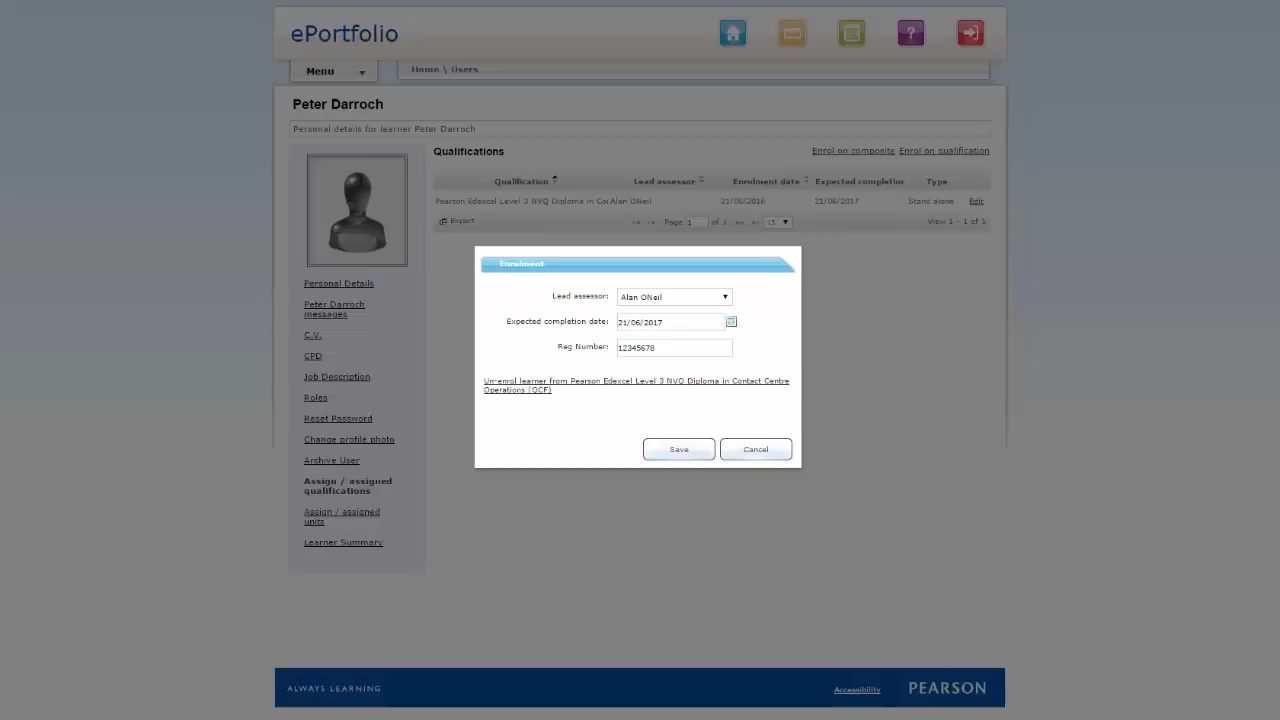 ePortfolio
?
Menu
Home \ Users
Peter Darroch
Personal details for learner Peter Darroch
Qualifications
Enrol on composite Enrol on qualification
Qualification Lead assessor Enrolment date Expected completion Type
Pearson Edexcel Level 3 NVQ Diploma in Con Alan ONeil 21/06/2016 21/06/2017 Stand alone Edit
Export Page 1 of 1 15 View 1 - 1 of 1
Enrolment
Lead assessor: Alan ONeil
Expected completion date: 21/06/2017
Reg Number: 12345678
Un-enrol learner from Pearson Edexcel Level 3 NVQ Diploma in Contact Centre
Operations (QCF)
Save Cancel
Personal Details
Peter Darroch
messages
C.V.
CPD
Job Description
Roles
Reset Password
Change profile photo
Archive User
Assign / assigned
qualifications
Assign / assigned
units
Learner Summary
ALWAYS LEARNING
Accessibility
PEARSON